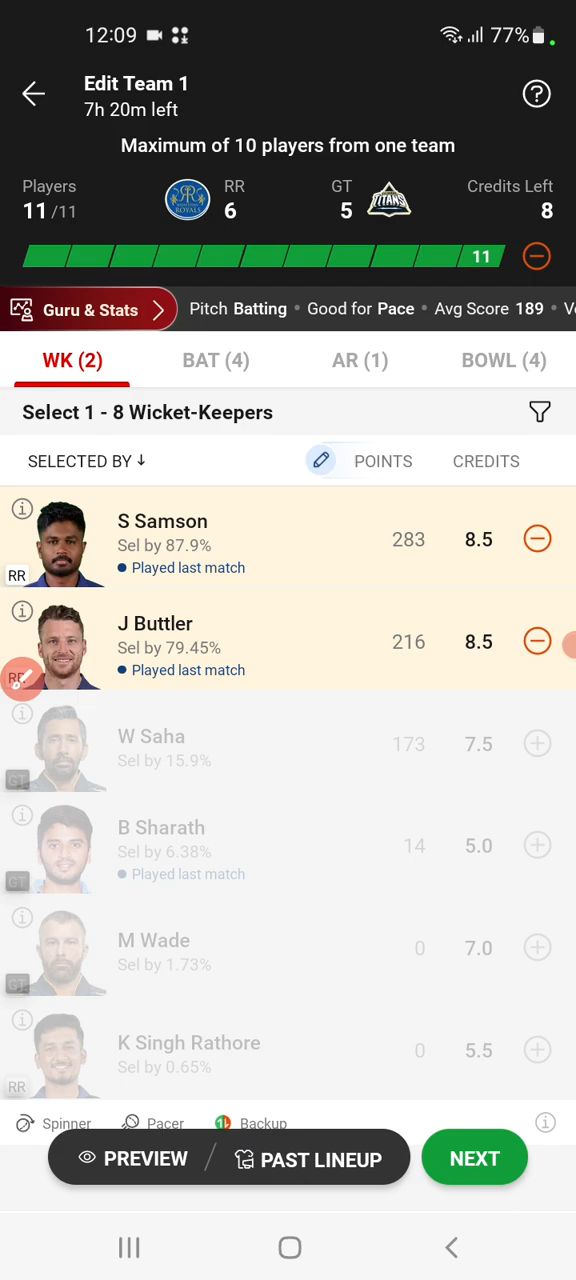 12:09
77%
Edit Team 1
7h 20m left
Maximum of 10 players from one team
Players
11/11
RR
6
GT
5
Credits Left
8
ROYALS
TITANS
11
Guru & Stats
Pitch Batting • Good for Pace • Avg Score 189 •
WK (2)
BAT (4)
AR (1)
BOWL (4)
Select 1 - 8 Wicket-Keepers
SELECTED BY ↓
POINTS
CREDITS
S Samson
Sel by 87.9%
Played last match
283
8.5
RR
J Buttler
Sel by 79.45%
Played last match
216
8.5
W Saha
Sel by 15.9%
173
7.5
GT
B Sharath
Sel by 6.38%
Played last match
14
5.0
GT
M Wade
Sel by 1.73%
0
7.0
GT
K Singh Rathore
Sel by 0.65%
0
5.5
RR
Spinner
Pacer
Backup
PREVIEW
PAST LINEUP
NEXT